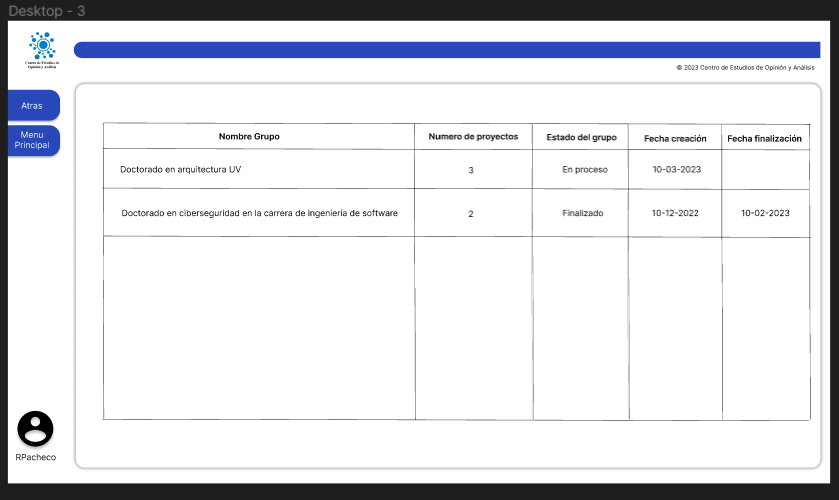 Desktop - 3
Centro de Estudios de
Opinión y Análisis
© 2023 Centro de Estudios de Opinión y Análisis
Atras
Menu
Principal
Nombre Grupo Numero de proyectos Estado del grupo Fecha creación Fecha finalización
Doctorado en arquitectura UV 3 En proceso 10-03-2023
Doctorado en ciberseguridad en la carrera de ingeniería de software 2 Finalizado 10-12-2022 10-02-2023
RPacheco